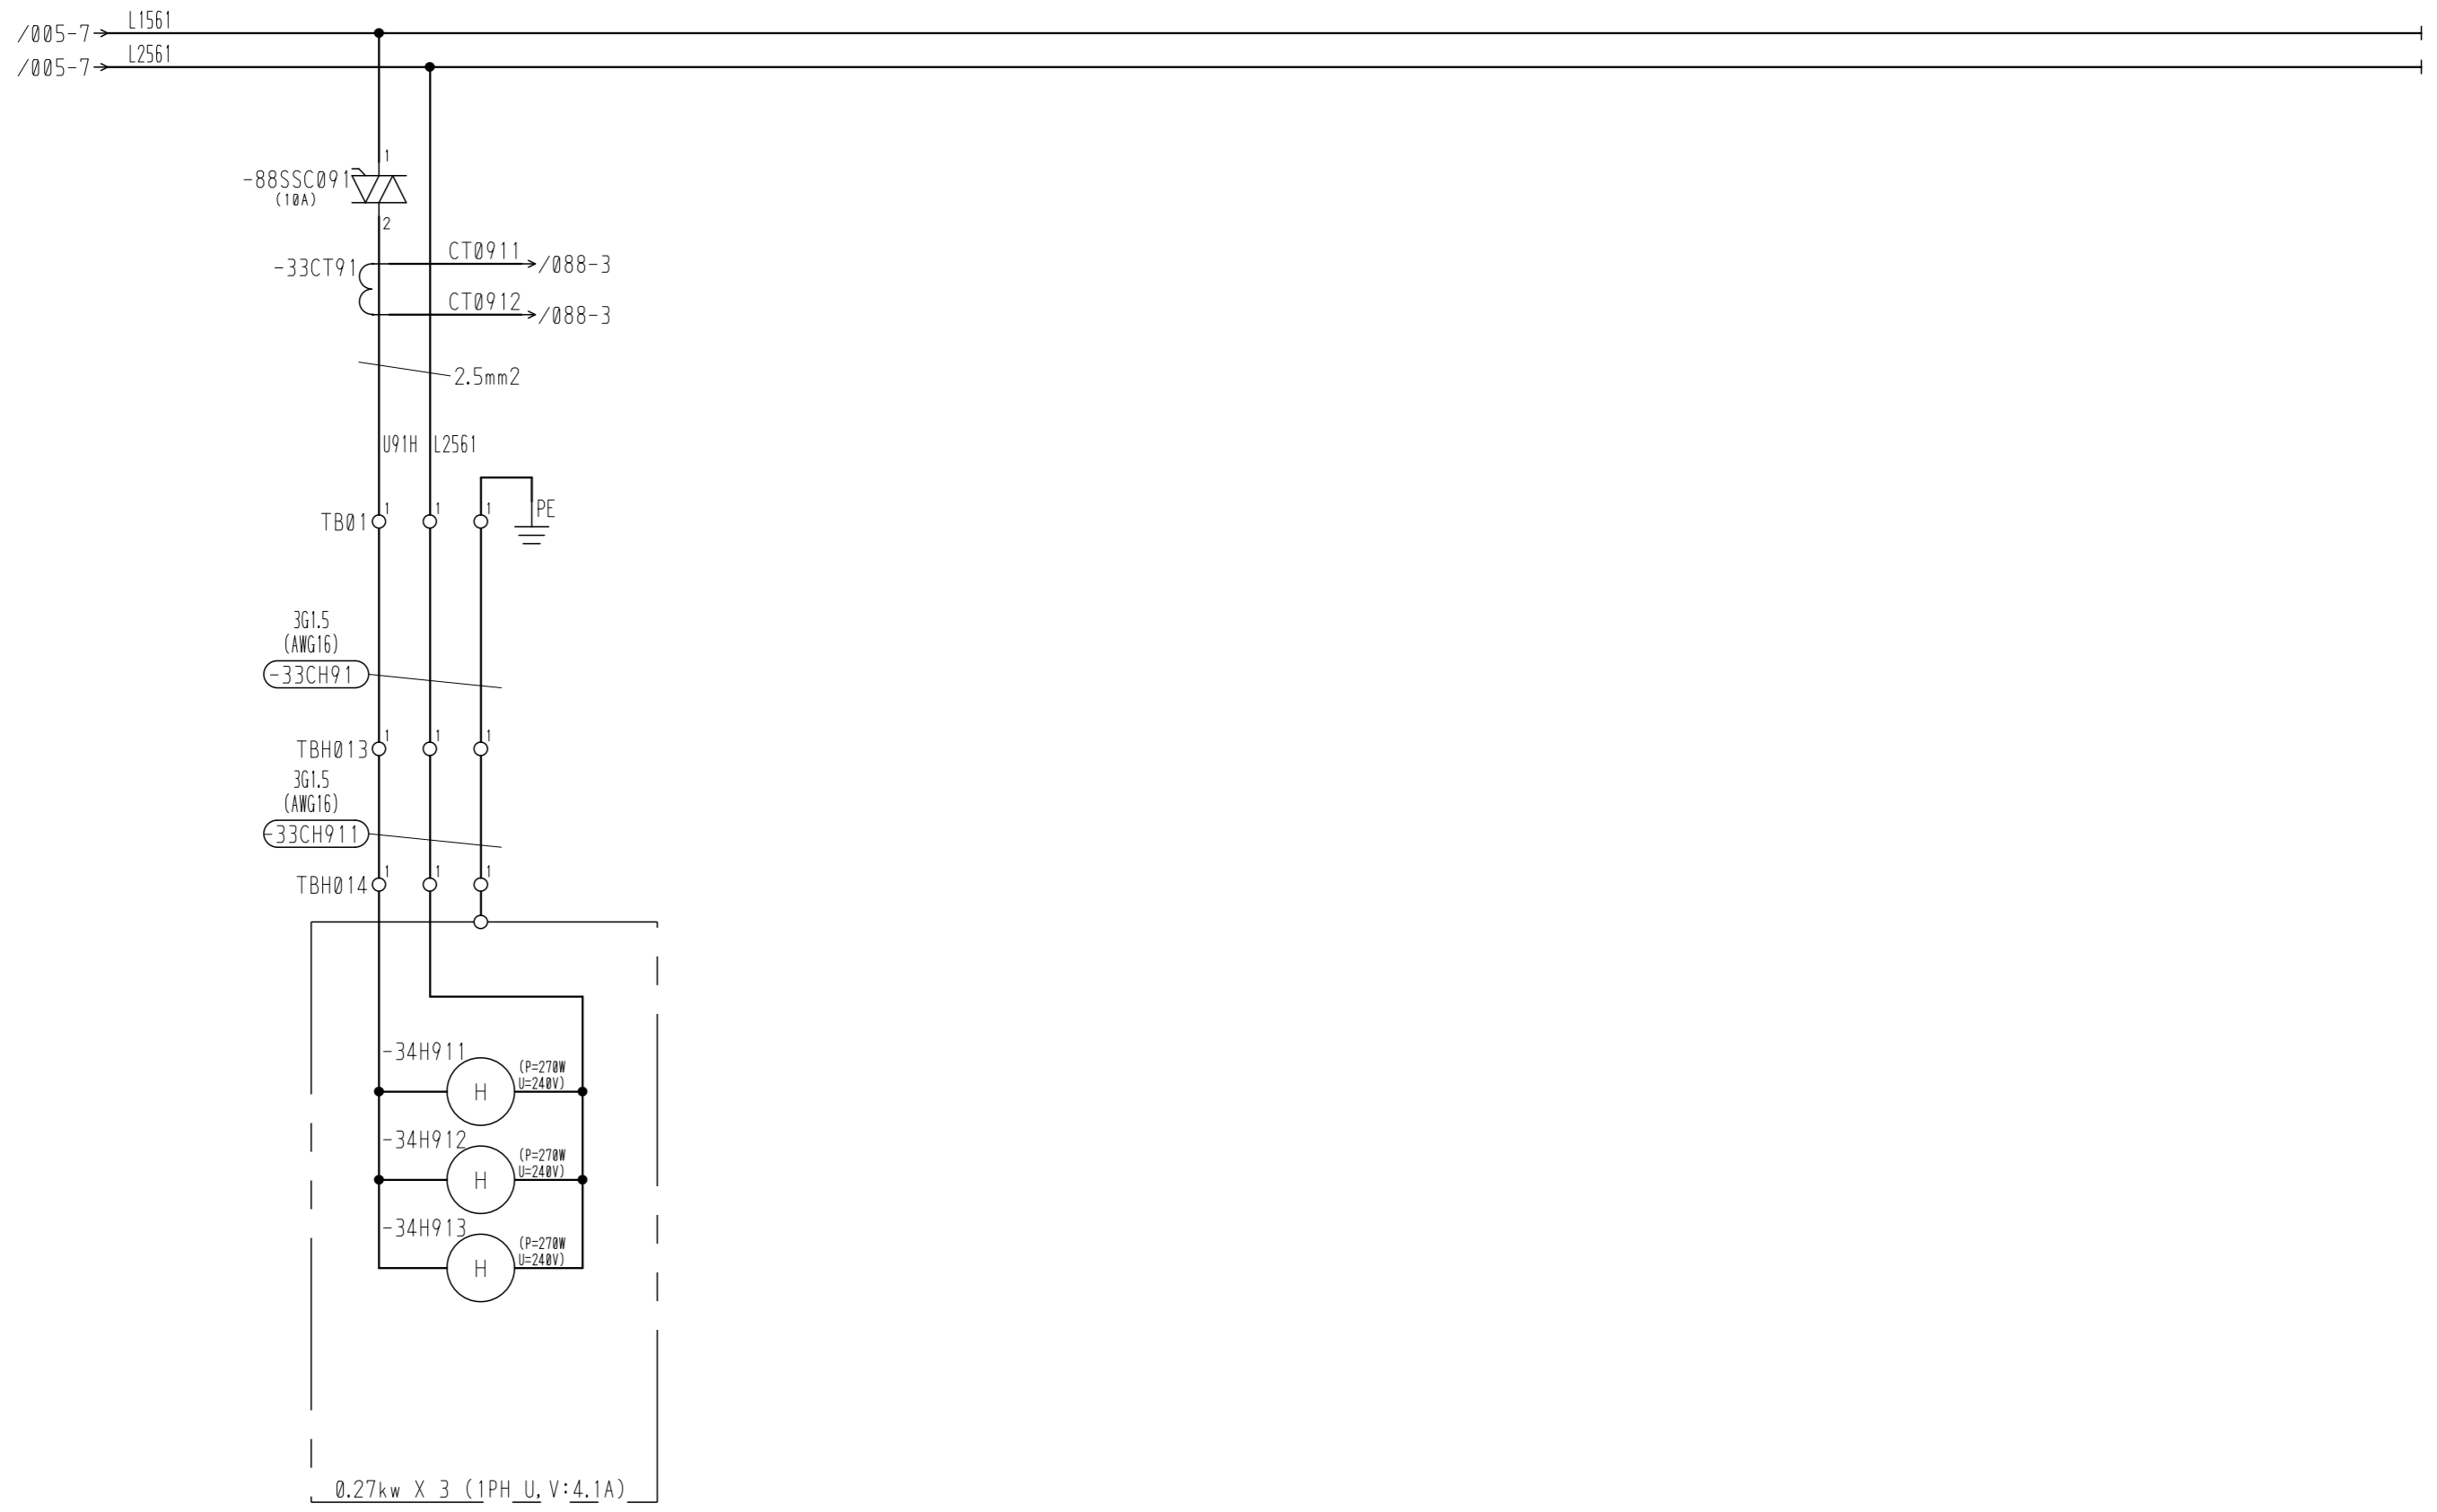 L1561
/005-7
L2561
/005-7
1
-88SSC091
(10A)
2
CT0911
-33CT91
/088-3
CT0912
/088-3
2.5mm2
U91H L2561
1 1 1 PE
TB01
3G1.5
(AWG16)
-33CH91
1 1 1
TBH013
3G1.5
(AWG16)
-33CH911
1 1 1
TBH014
-34H911
(P=270W
U=240V)
H
-34H912
(P=270W
U=240V)
H
-34H913
(P=270W
U=240V)
H
0.27kw X 3 (1PH U,V:4.1A)